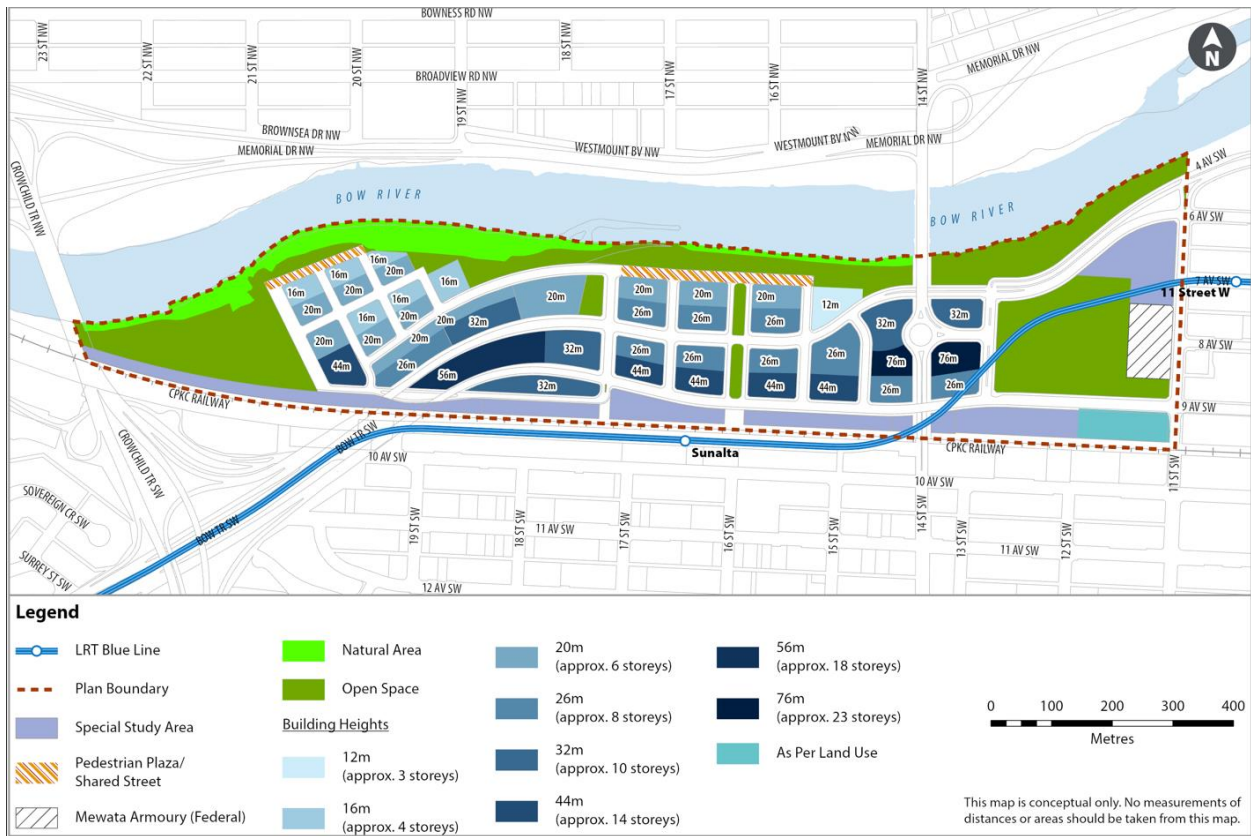 BOWNESS RD NW
23 ST NW
22 ST NW
21 ST NW
20 ST NW
19 ST NW
18 ST NW
17 ST NW
16 ST NW
14 ST NW
MEMORIAL DR NW
N
BROADVIEW RD NW
BROWNSEA DR NW
MEMORIAL DR NW
WESTMOUNT BV NW
WESTMOUNT BV NW
MEMORIAL DR NW
CROWCHILD TR NW
BOW RIVER
BOW RIVER
4 AV SW
6 AV SW
7 AV SW
11 Street W
8 AV SW
9 AV SW
16m
20m
16m
20m
16m
20m
16m
20m
16m
20m
16m
20m
20m
44m
20m
26m
32m
20m
56m
32m
32m
20m
26m
20m
26m
20m
26m
12m
26m
44m
26m
44m
26m
44m
26m
44m
32m
76m
26m
32m
76m
26m
CPKC RAILWAY
CPKC RAILWAY
Sunalta
BOW TR SW
BOW TR SW
CROWCHILD TR SW
SOVEREIGN CR SW
SURREY ST SW
10 AV SW
10 AV SW
11 AV SW
11 AV SW
12 AV SW
19 ST SW
18 ST SW
17 ST SW
16 ST SW
15 ST SW
14 ST SW
13 ST SW
12 ST SW
11 ST SW
Legend
LRT Blue Line
Plan Boundary
Special Study Area
Pedestrian Plaza/
Shared Street
Mewata Armoury (Federal)
Natural Area
Open Space
Building Heights
12m
(approx. 3 storeys)
16m
(approx. 4 storeys)
20m
(approx. 6 storeys)
26m
(approx. 8 storeys)
32m
(approx. 10 storeys)
44m
(approx. 14 storeys)
56m
(approx. 18 storeys)
76m
(approx. 23 storeys)
As Per Land Use
0 100 200 300 400
Metres
This map is conceptual only. No measurements of
distances or areas should be taken from this map.